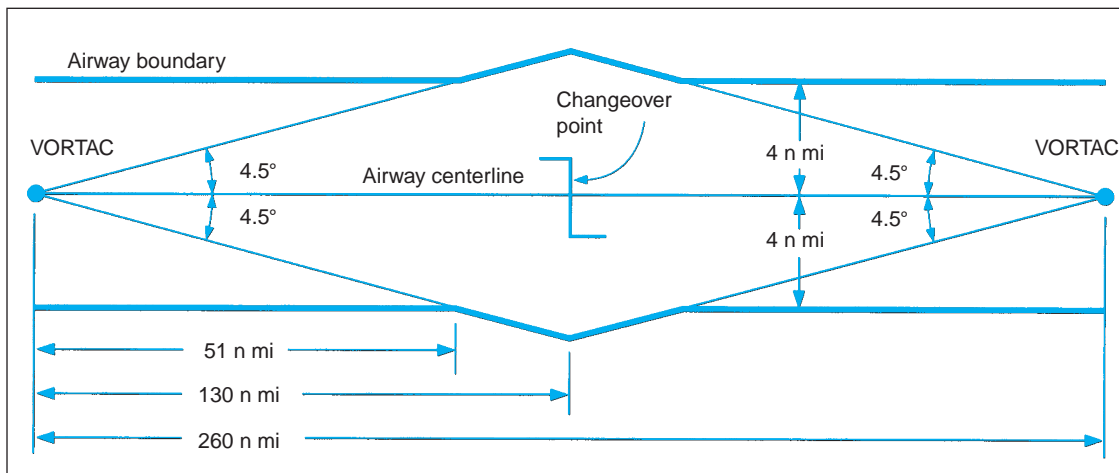 Airway boundary
Changeover
point
VORTAC
VORTAC
4 n mi
4.5°
Airway centerline
4.5°
4.5°
4.5°
4 n mi
51 n mi
130 n mi
260 n mi